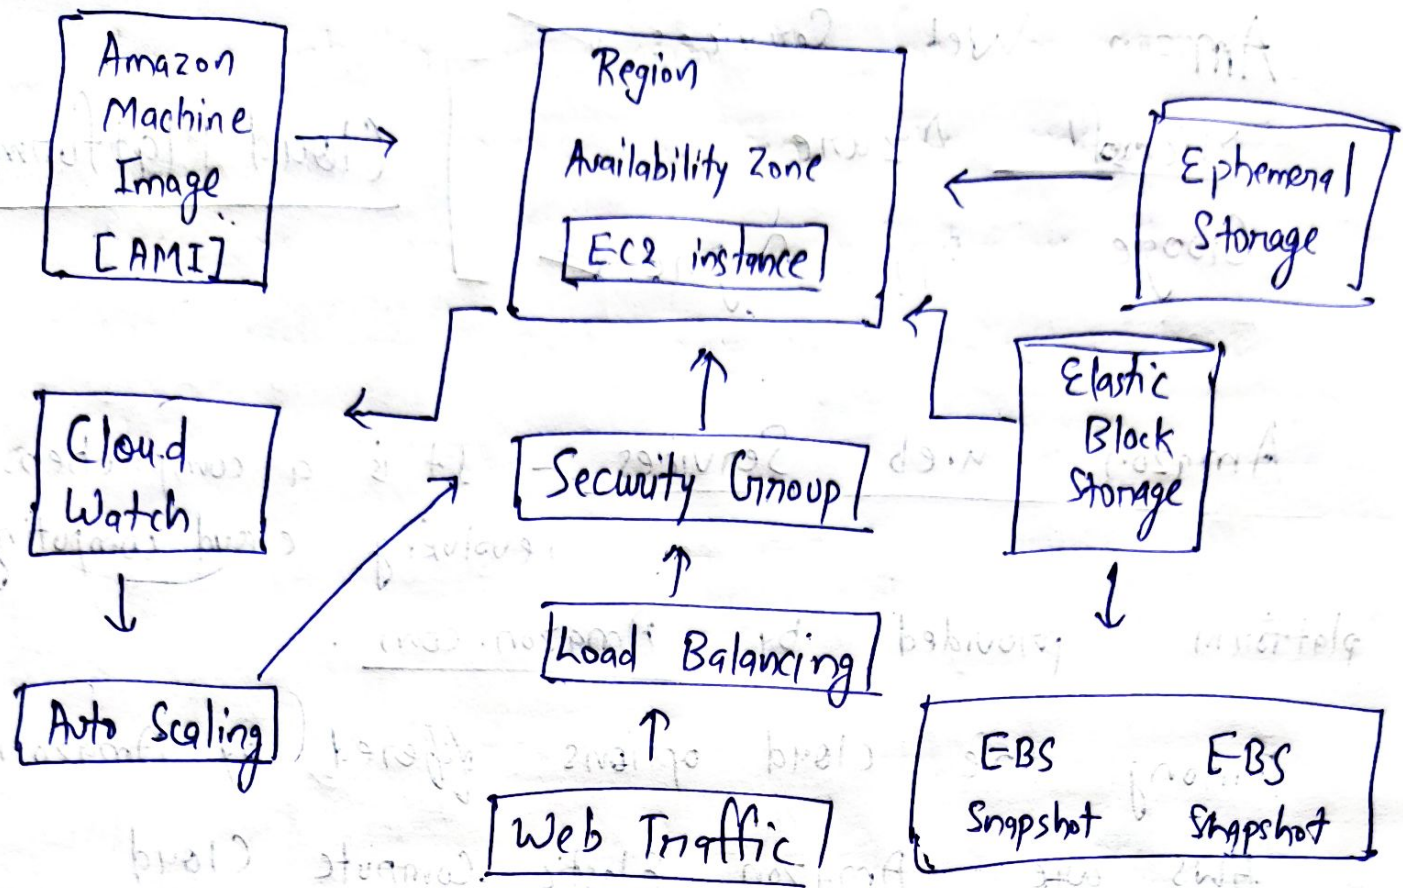 Amazon
Machine
Image
[AMI]
Region
Availability Zone
EC2 instance
Ephemeral
Storage
Elastic
Block
Storage
Cloud
Watch
Security Group
Load Balancing
Auto Scaling
Web Traffic
EBS EBS
Snapshot Snapshot